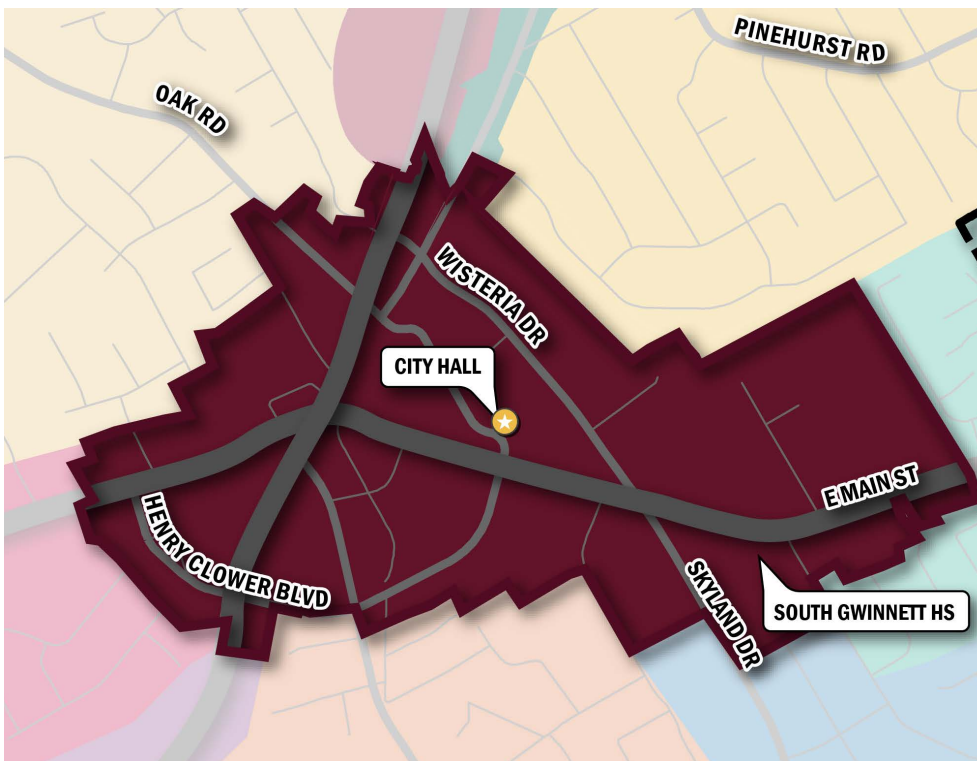 PINEHURST RD
OAK RD
WISTERIA DR
CITY HALL
E MAIN ST
HENRY CLOWER BLVD
SKYLAND DR
SOUTH GWINNETT HS